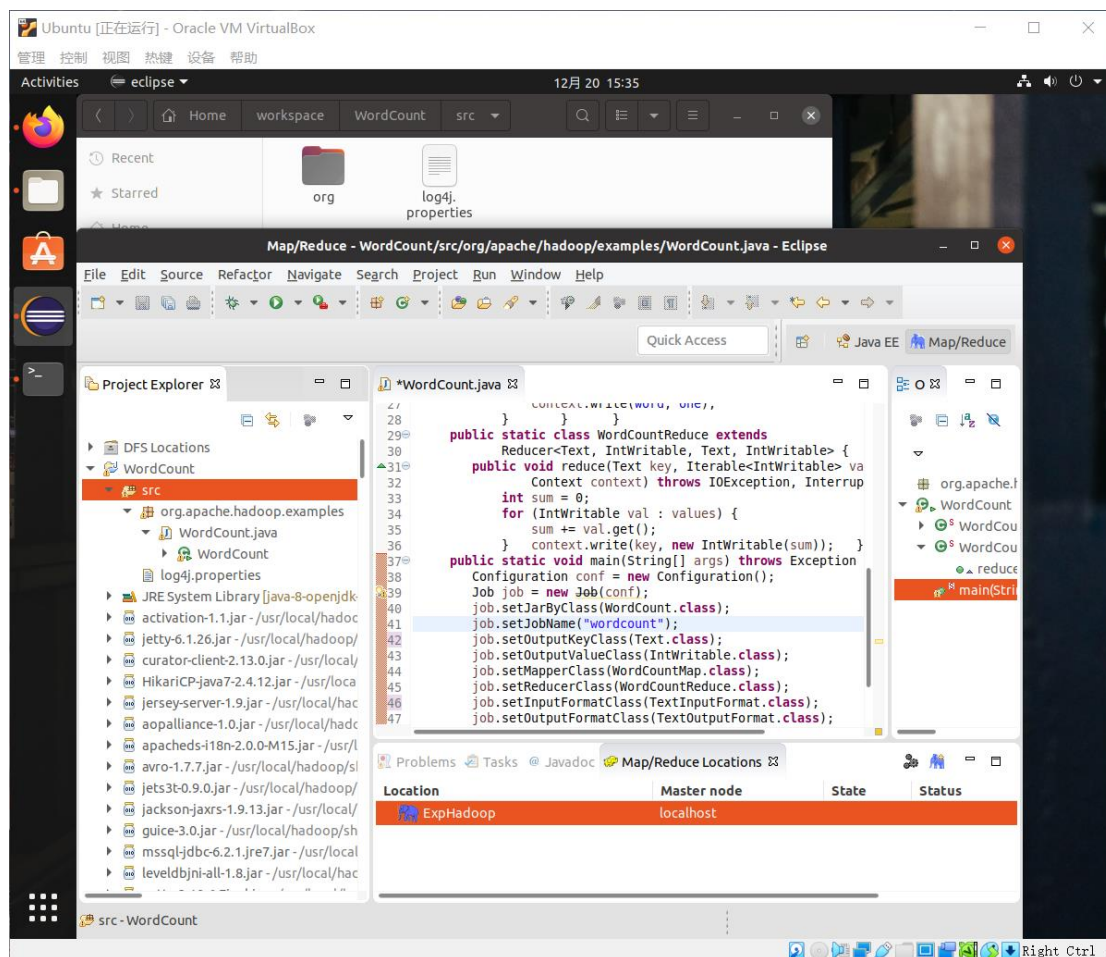 Ubuntu [正在运行] - Oracle VM VirtualBox
管理 控制 视图 热键 设备 帮助
Activities eclipse 12月 20 15:35
Home workspace WordCount src
Recent
Starred
org
log4j.
properties
Map/Reduce - WordCount/src/org/apache/hadoop/examples/WordCount.java - Eclipse
File Edit Source Refactor Navigate Search Project Run Window Help
Quick Access
Java EE
Map/Reduce
Project Explorer
DFS Locations
WordCount
src
org.apache.hadoop.examples
WordCount.java
WordCount
log4j.properties
JRE System Library [java-8-openjdk-
activation-1.1.jar - /usr/local/hadoc
jetty-6.1.26.jar - /usr/local/hadoop/
curator-client-2.13.0.jar - /usr/local/
HikariCP-java7-2.4.12.jar - /usr/loca
jersey-server-1.9.jar - /usr/local/hac
aopalliance-1.0.jar - /usr/local/hadc
apacheds-i18n-2.0.0-M15.jar - /usr/l
avro-1.7.7.jar - /usr/local/hadoop/sl
jets3t-0.9.0.jar - /usr/local/hadoop/
jackson-jaxrs-1.9.13.jar - /usr/local/
guice-3.0.jar - /usr/local/hadoop/sh
mssql-jdbc-6.2.1.jre7.jar - /usr/local
leveldbjni-all-1.8.jar - /usr/local/hac
*WordCount.java
27 context.write(word, one);
28 } } }
29 public static class WordCountReduce extends
30 Reducer<Text, IntWritable, Text, IntWritable> {
31 public void reduce(Text key, Iterable<IntWritable> va
32 Context context) throws IOException, Interrup
33 int sum = 0;
34 for (IntWritable val : values) {
35 sum += val.get();
36 } context.write(key, new IntWritable(sum)); }
37 public static void main(String[] args) throws Exception
38 Configuration conf = new Configuration();
39 Job job = new Job(conf);
40 job.setJarByClass(WordCount.class);
41 job.setJobName("wordcount");
42 job.setOutputKeyClass(Text.class);
43 job.setOutputValueClass(IntWritable.class);
44 job.setMapperClass(WordCountMap.class);
45 job.setReducerClass(WordCountReduce.class);
46 job.setInputFormatClass(TextInputFormat.class);
47 job.setOutputFormatClass(TextOutputFormat.class);
O
org.apache.h
WordCount
WordCou
WordCou
reduce
main(Stri
Problems Tasks @ Javadoc Map/Reduce Locations
Location Master node State Status
ExpHadoop localhost
src - WordCount
Right Ctrl